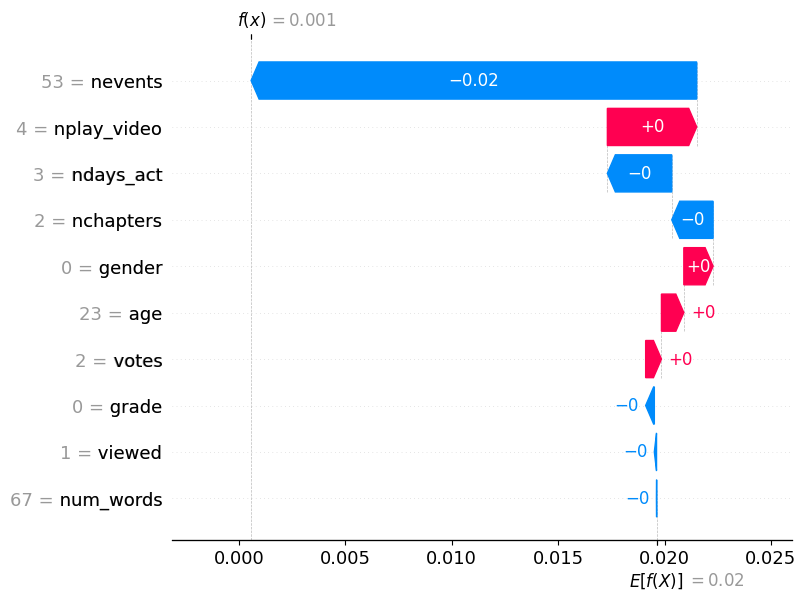 f(x) = 0.001
53 = nevents −0.02
4 = nplay_video +0
3 = ndays_act −0
2 = nchapters −0
0 = gender +0
23 = age +0
2 = votes +0
0 = grade −0
1 = viewed −0
67 = num_words −0
0.000 0.005 0.010 0.015 0.020 0.025
E[f(X)] = 0.02